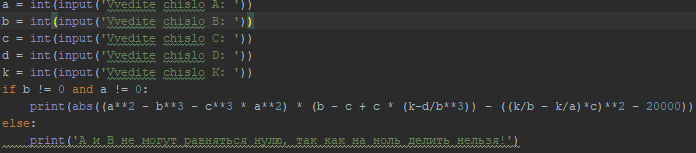 a = int(input('Vvedite chislo A: '))
b = int(input('Vvedite chislo B: '))
c = int(input('Vvedite chislo C: '))
d = int(input('Vvedite chislo D: '))
k = int(input('Vvedite chislo K: '))
if b != 0 and a != 0:
    print(abs((a**2 - b**3 - c**3 * a**2) * (b - c + c * (k-d/b**3)) - ((k/b - k/a)*c)**2 - 20000))
else:
    print('А и В не могут равняться нулю, так как на ноль делить нельзя!')